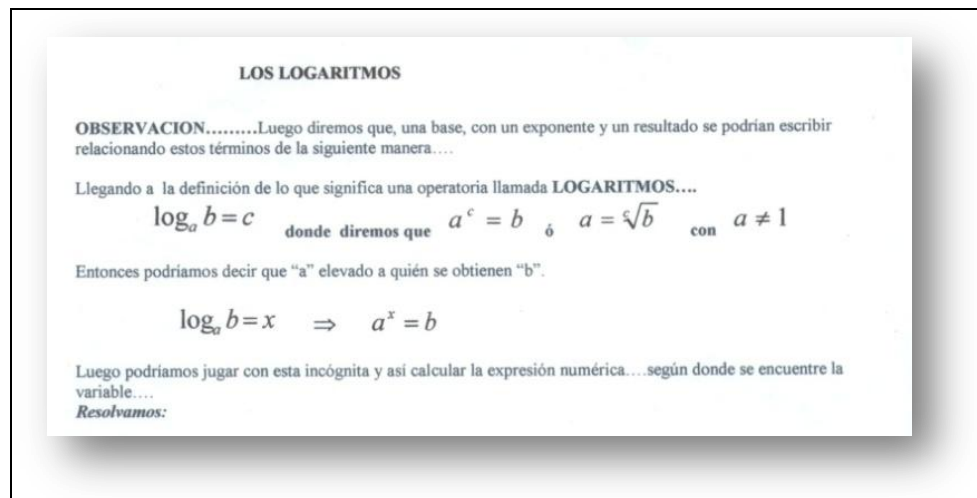 LOS LOGARITMOS
OBSERVACION.........Luego diremos que, una base, con un exponente y un resultado se podrían escribir
relacionando estos términos de la siguiente manera....
Llegando a la definición de lo que significa una operatoria llamada LOGARITMOS....
logₐ b = c donde diremos que aᶜ = b ó a = ᶜ√b con a ≠ 1
Entonces podríamos decir que “a” elevado a quién se obtienen “b”.
logₐ b = x ⇒ aˣ = b
Luego podríamos jugar con esta incógnita y así calcular la expresión numérica....según donde se encuentre la
variable....
Resolvamos: